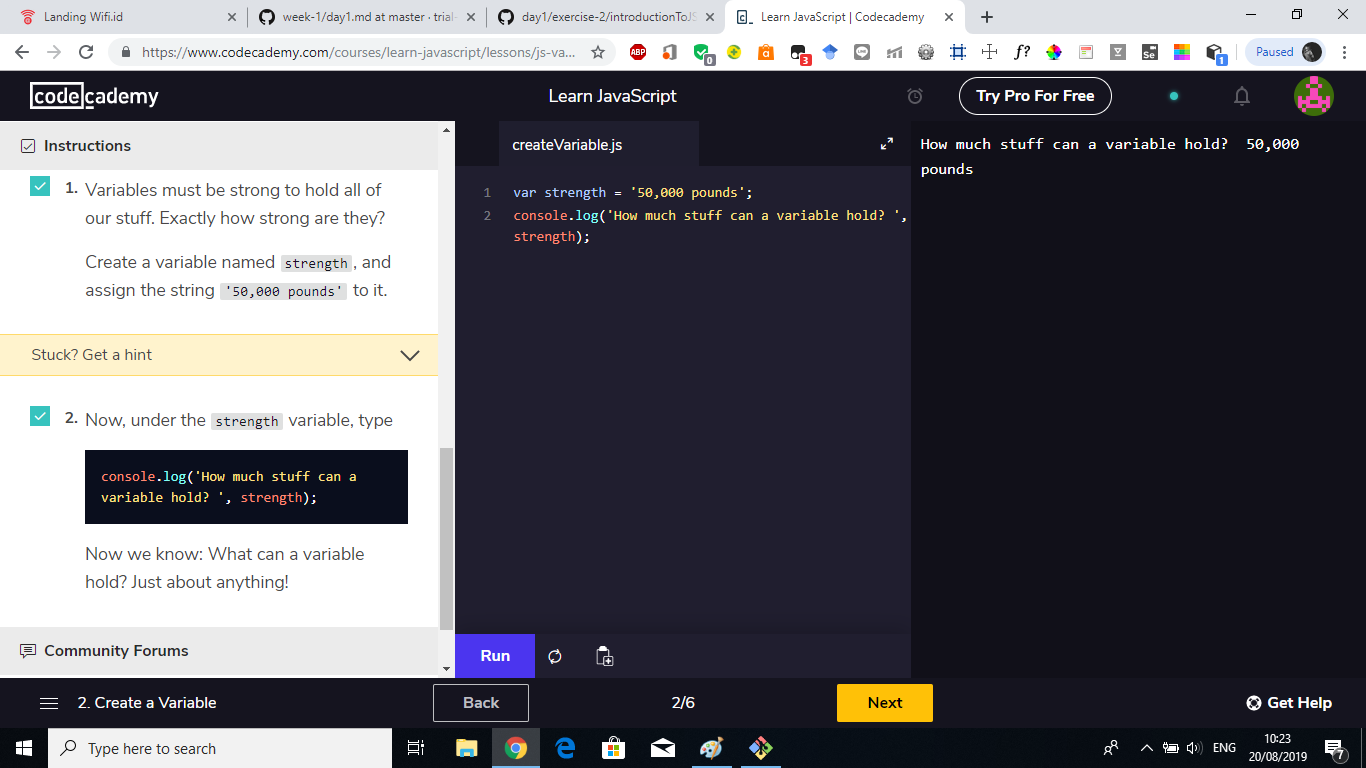 Landing Wifi.id
week-1/day1.md at master · trial-
day1/exercise-2/introductionToJS
Learn JavaScript | Codecademy
https://www.codecademy.com/courses/learn-javascript/lessons/js-va...
ABP
0
3
f?
Se
1
Paused
codecademy
Learn JavaScript
Try Pro For Free
Instructions
1. Variables must be strong to hold all of
our stuff. Exactly how strong are they?
Create a variable named strength, and
assign the string '50,000 pounds' to it.
Stuck? Get a hint
2. Now, under the strength variable, type
console.log('How much stuff can a
variable hold? ', strength);
Now we know: What can a variable
hold? Just about anything!
Community Forums
createVariable.js
1 var strength = '50,000 pounds';
2 console.log('How much stuff can a variable hold? ',
strength);
Run
How much stuff can a variable hold?  50,000
pounds
2. Create a Variable
Back
2/6
Next
Get Help
Type here to search
ENG
10:23
20/08/2019
7